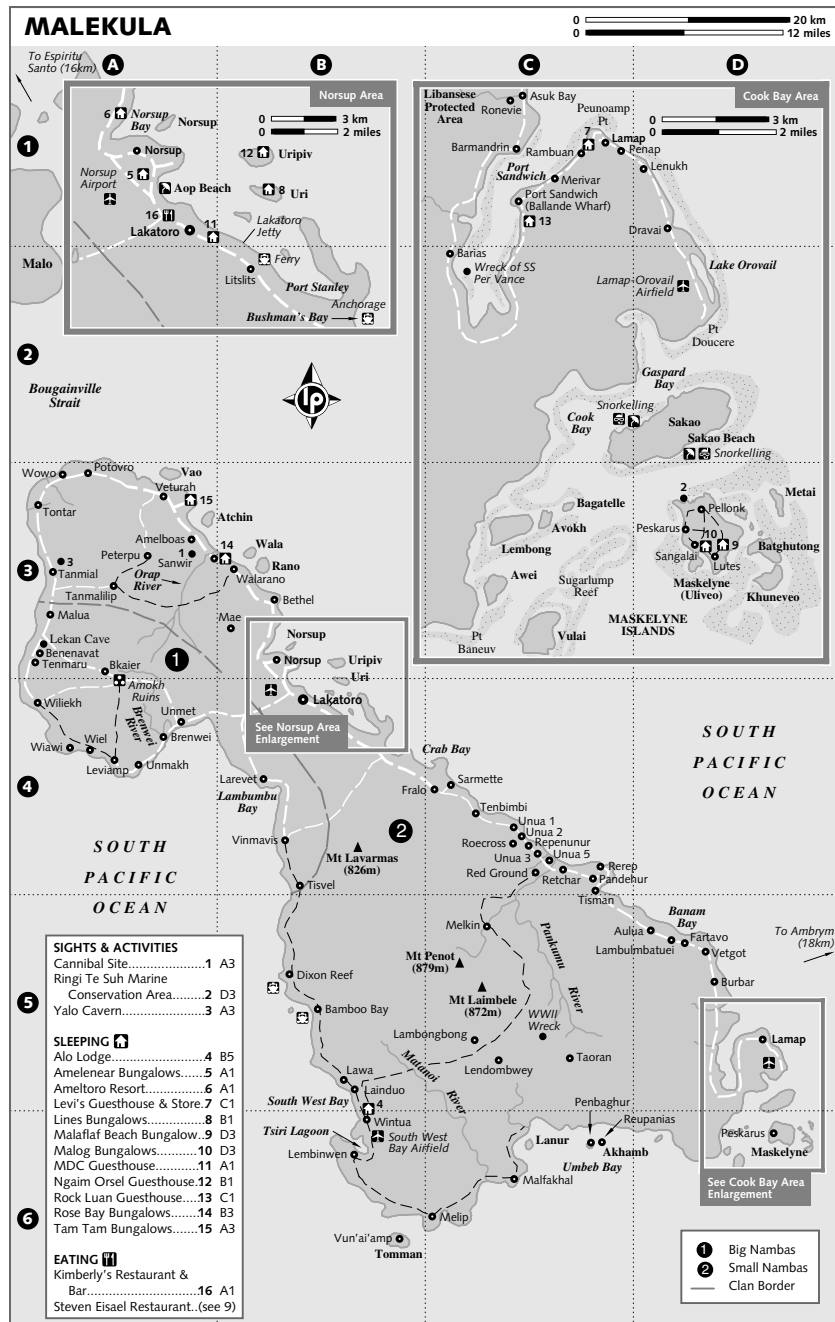 MALEKULA
0 20 km
0 12 miles
To Espiritu
Santo (16km)
A
B
C
D
1
2
3
4
5
6
Norsup Area
0 3 km
0 2 miles
6
Norsup
Bay
Norsup
Norsup
12
Uripiv
5
Norsup
Airport
Aop Beach
8
Uri
16
11
Lakatoro
Lakatoro
Jetty
Malo
Ferry
Litslits
Port Stanley
Anchorage
Bushman's Bay
Cook Bay Area
0 3 km
0 2 miles
Libansese
Protected
Area
Ronevie
Asuk Bay
Peunoamp
Pt
7
Lamap
Barmandrin
Rambuan
Penap
Port
Sandwich
Lenukh
Merivar
Port Sandwich
(Ballande Wharf)
13
Dravai
Barias
Wreck of SS
Per Vance
Lake Orovail
Lamap-Orovail
Airfield
Pt
Doucere
Gaspard
Bay
Snorkelling
Cook
Bay
Sakao
Sakao Beach
Snorkelling
2
Metai
Bagatelle
Pellonk
Avokh
Peskarus
10
Lembong
9
Batghutong
Sangalai
Lutes
Awei
Sugarlump
Reef
Maskelyne
(Uliveo)
Khuneveo
MASKELYNE
ISLANDS
Pt
Baneuv
Vulai
Bougainville
Strait
lp
Wowo
Potovro
Vao
Veturah
15
Tontar
Atchin
Amelboas
Wala
Peterpu
1
Sanwir
14
3
Tanmial
Orap
River
Rano
Walarano
Tanmalilip
Bethel
Malua
Mae
Norsup
Lekan Cave
Benenavat
Norsup
Uripiv
Tenmaru
Bkaier
1
Uri
Amokh
Ruins
Wiliekh
Lakatoro
Brenwei
River
Unmet
See Norsup Area
Enlargement
Wiawi
Wiel
Brenwei
Leviamp
Unmakh
Crab Bay
Larevet
Sarmette
Fralo
Lambumbu
Bay
Tenbimbi
2
Unua 1
Unua 2
Vinmavis
Roecross
Repenunur
Mt Lavarmas
(826m)
Unua 3
Unua 5
Rerep
Red Ground
Retchar
Pandehur
Tisvel
Tisman
SOUTH
PACIFIC
OCEAN
SOUTH
PACIFIC
OCEAN
Banam
Bay
Melkin
Aulua
Fartavo
To Ambrym
(18km)
Pankumu
River
Lambulmbatuei
Vetgot
Mt Penot
(879m)
Dixon Reef
Burbar
Mt Laimbele
(872m)
Bamboo Bay
WWII
Wreck
Lambongbong
Lamap
Matanoi
River
Taoran
Lawa
Lendombwey
Lainduo
South West Bay
4
Penbaghur
Wintua
Reupanias
Tsiri Lagoon
South West
Bay Airfield
Lanur
Akhamb
Peskarus
Lembinwen
Umbeb Bay
Maskelyne
Malfakhal
See Cook Bay Area
Enlargement
Melip
Vun'ai'amp
Tomman
SIGHTS & ACTIVITIES
Cannibal Site.......................1 A3
Ringi Te Suh Marine
Conservation Area.........2 D3
Yalo Cavern.........................3 A3
SLEEPING
Alo Lodge............................4 B5
Amelenear Bungalows......5 A1
Ameltoro Resort.................6 A1
Levi's Guesthouse & Store.7 C1
Lines Bungalows.................8 B1
Malaflaf Beach Bungalow..9 D3
Malog Bungalows.............10 D3
MDC Guesthouse..............11 A1
Ngaim Orsel Guesthouse.12 B1
Rock Luan Guesthouse....13 C1
Rose Bay Bungalows........14 B3
Tam Tam Bungalows........15 A3
EATING
Kimberly's Restaurant &
Bar...................................16 A1
Steven Eisael Restaurant..(see 9)
1 Big Nambas
2 Small Nambas
Clan Border